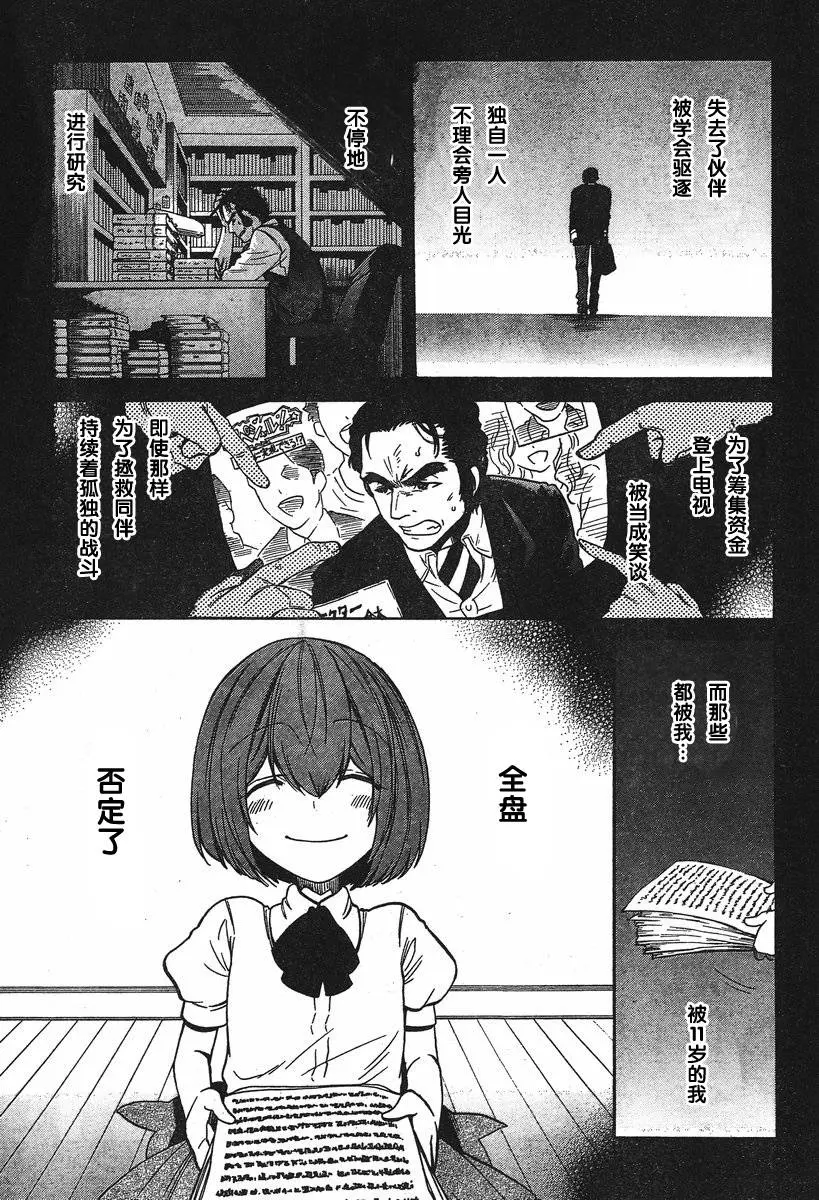 失去了伙伴
被学会驱逐
独自一人
不理会旁人目光
不停地
进行研究
为了筹集资金
登上电视
被当成笑谈
即使那样
为了拯救同伴
持续着孤独的战斗
而那些
都被我…
被11岁的我
全盘
否定了